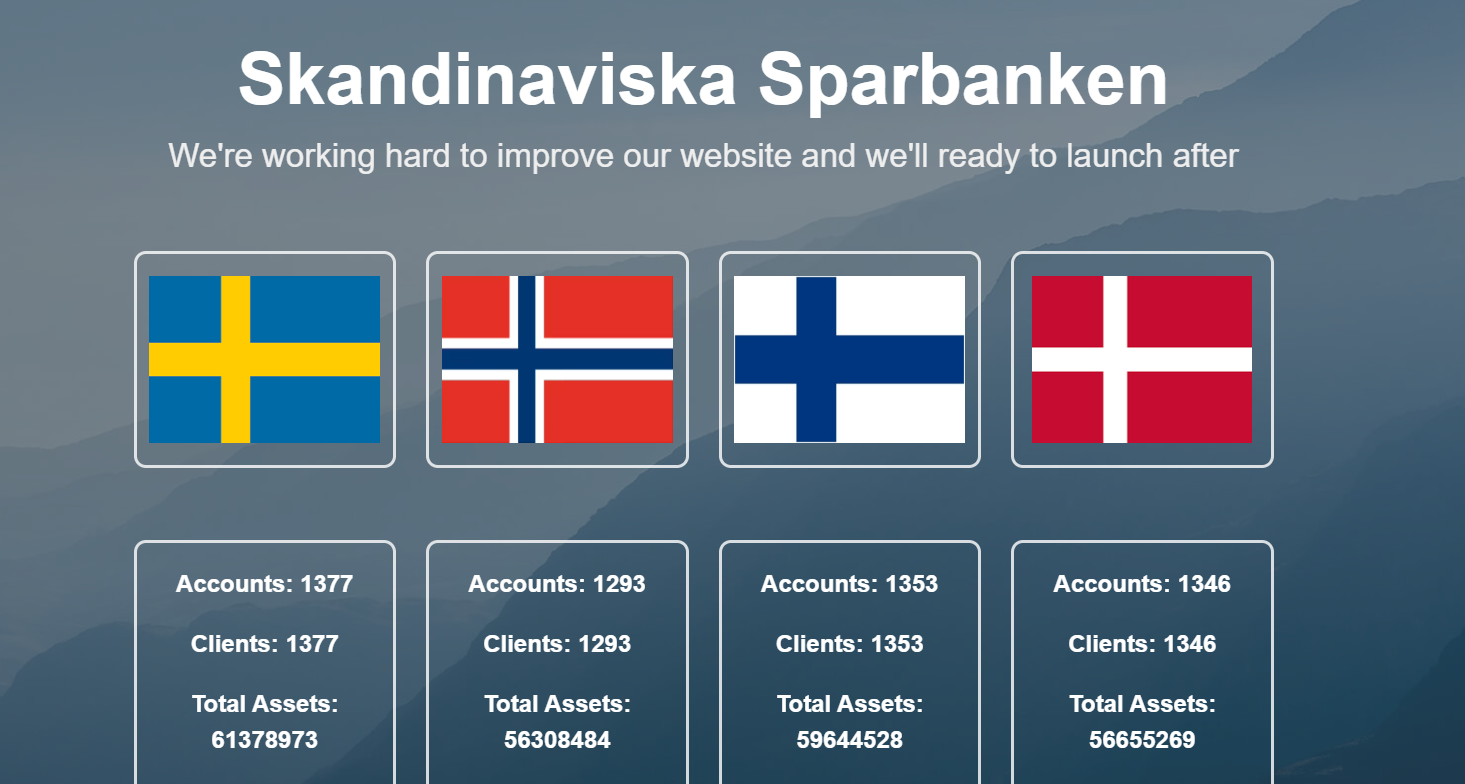 Skandinaviska Sparbanken
We're working hard to improve our website and we'll ready to launch after
Accounts: 1377
Clients: 1377
Total Assets:
61378973
Accounts: 1293
Clients: 1293
Total Assets:
56308484
Accounts: 1353
Clients: 1353
Total Assets:
59644528
Accounts: 1346
Clients: 1346
Total Assets:
56655269